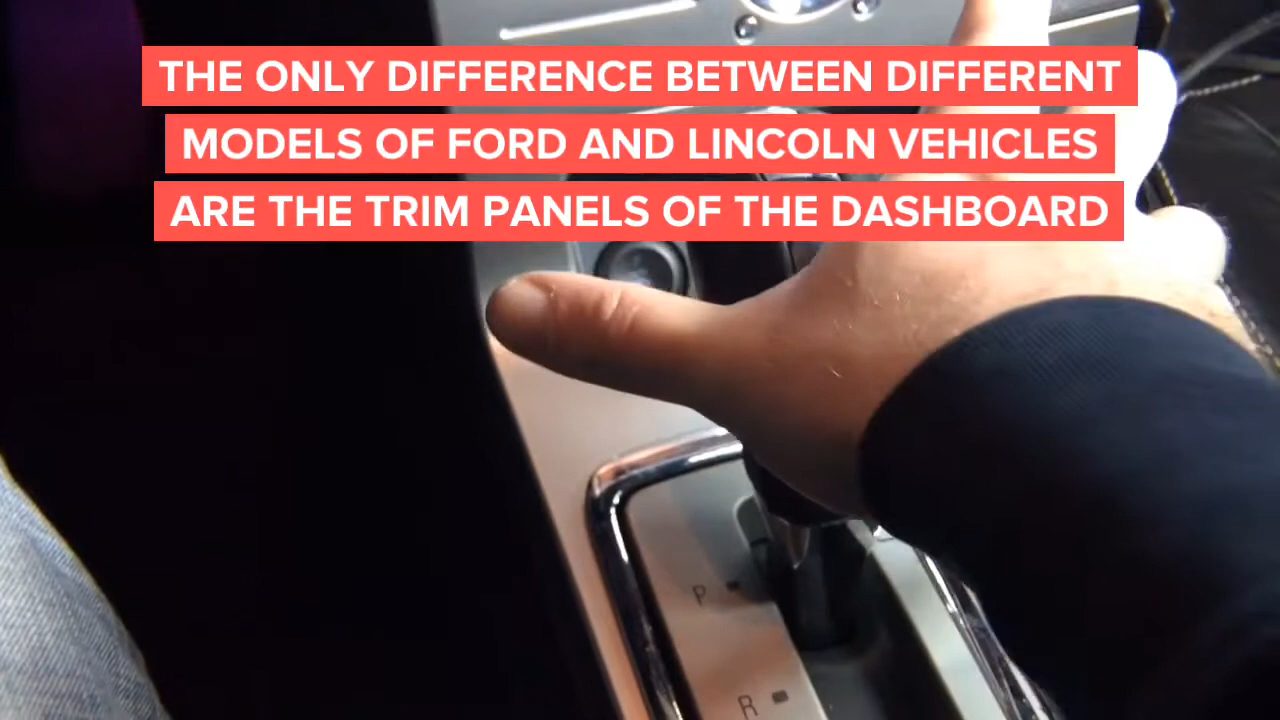 THE ONLY DIFFERENCE BETWEEN DIFFERENT
MODELS OF FORD AND LINCOLN VEHICLES
ARE THE TRIM PANELS OF THE DASHBOARD
P
R